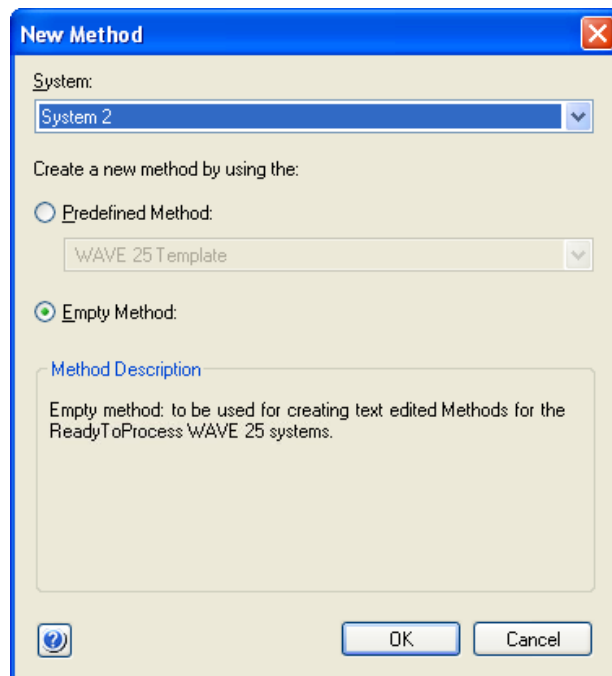 New Method
System:
System 2
Create a new method by using the:
Predefined Method:
WAVE 25 Template
Empty Method:
Method Description
Empty method: to be used for creating text edited Methods for the
ReadyToProcess WAVE 25 systems.
OK
Cancel